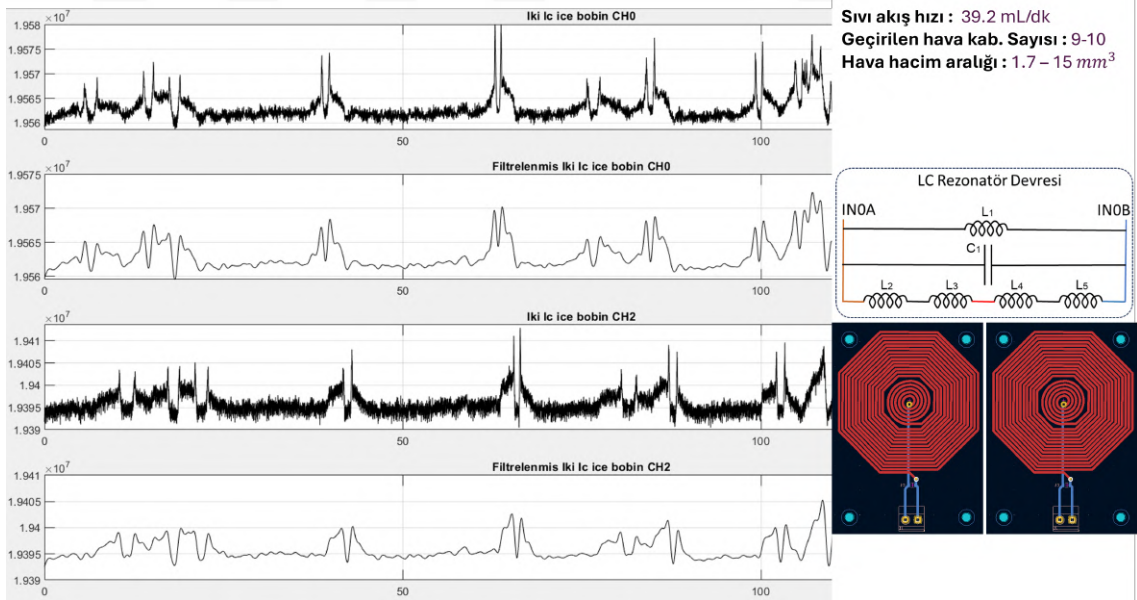 Iki Ic ice bobin CH0
×10⁷
1.958
1.9575
1.957
1.9565
1.956
0
50
100
Filtrelenmis Iki Ic ice bobin CH0
×10⁷
1.9575
1.957
1.9565
1.956
0
50
100
Iki Ic ice bobin CH2
×10⁷
1.941
1.9405
1.94
1.9395
1.939
0
50
100
Filtrelenmis Iki Ic ice bobin CH2
×10⁷
1.941
1.9405
1.94
1.9395
1.939
0
50
100
Sıvı akış hızı : 39.2 mL/dk
Geçirilen hava kab. Sayısı : 9-10
Hava hacim aralığı : 1.7 – 15 mm³
LC Rezonatör Devresi
IN0A
L1
IN0B
C1
L2
L3
L4
L5